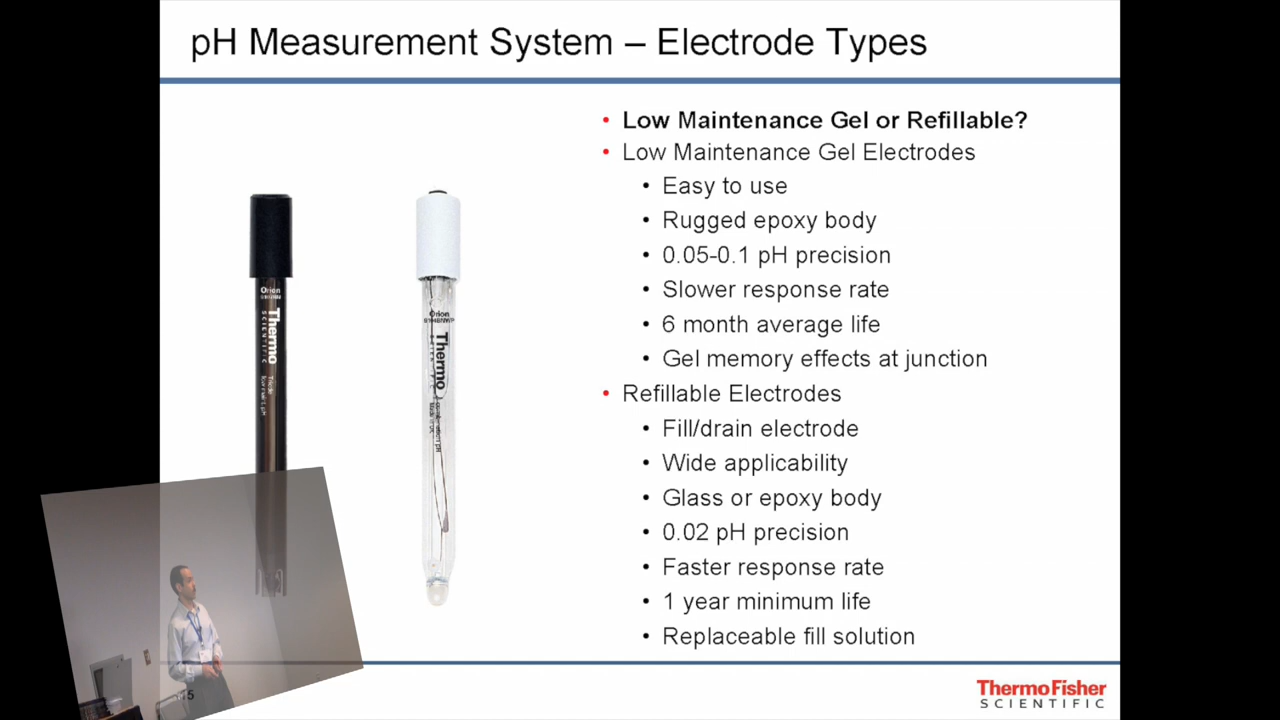 pH Measurement System – Electrode Types
• Low Maintenance Gel or Refillable?
• Low Maintenance Gel Electrodes
• Easy to use
• Rugged epoxy body
• 0.05-0.1 pH precision
• Slower response rate
• 6 month average life
• Gel memory effects at junction
• Refillable Electrodes
• Fill/drain electrode
• Wide applicability
• Glass or epoxy body
• 0.02 pH precision
• Faster response rate
• 1 year minimum life
• Replaceable fill solution
Orion
Thermo
SCIENTIFIC
Triode
Orion
Thermo
SCIENTIFIC
ThermoFisher
SCIENTIFIC